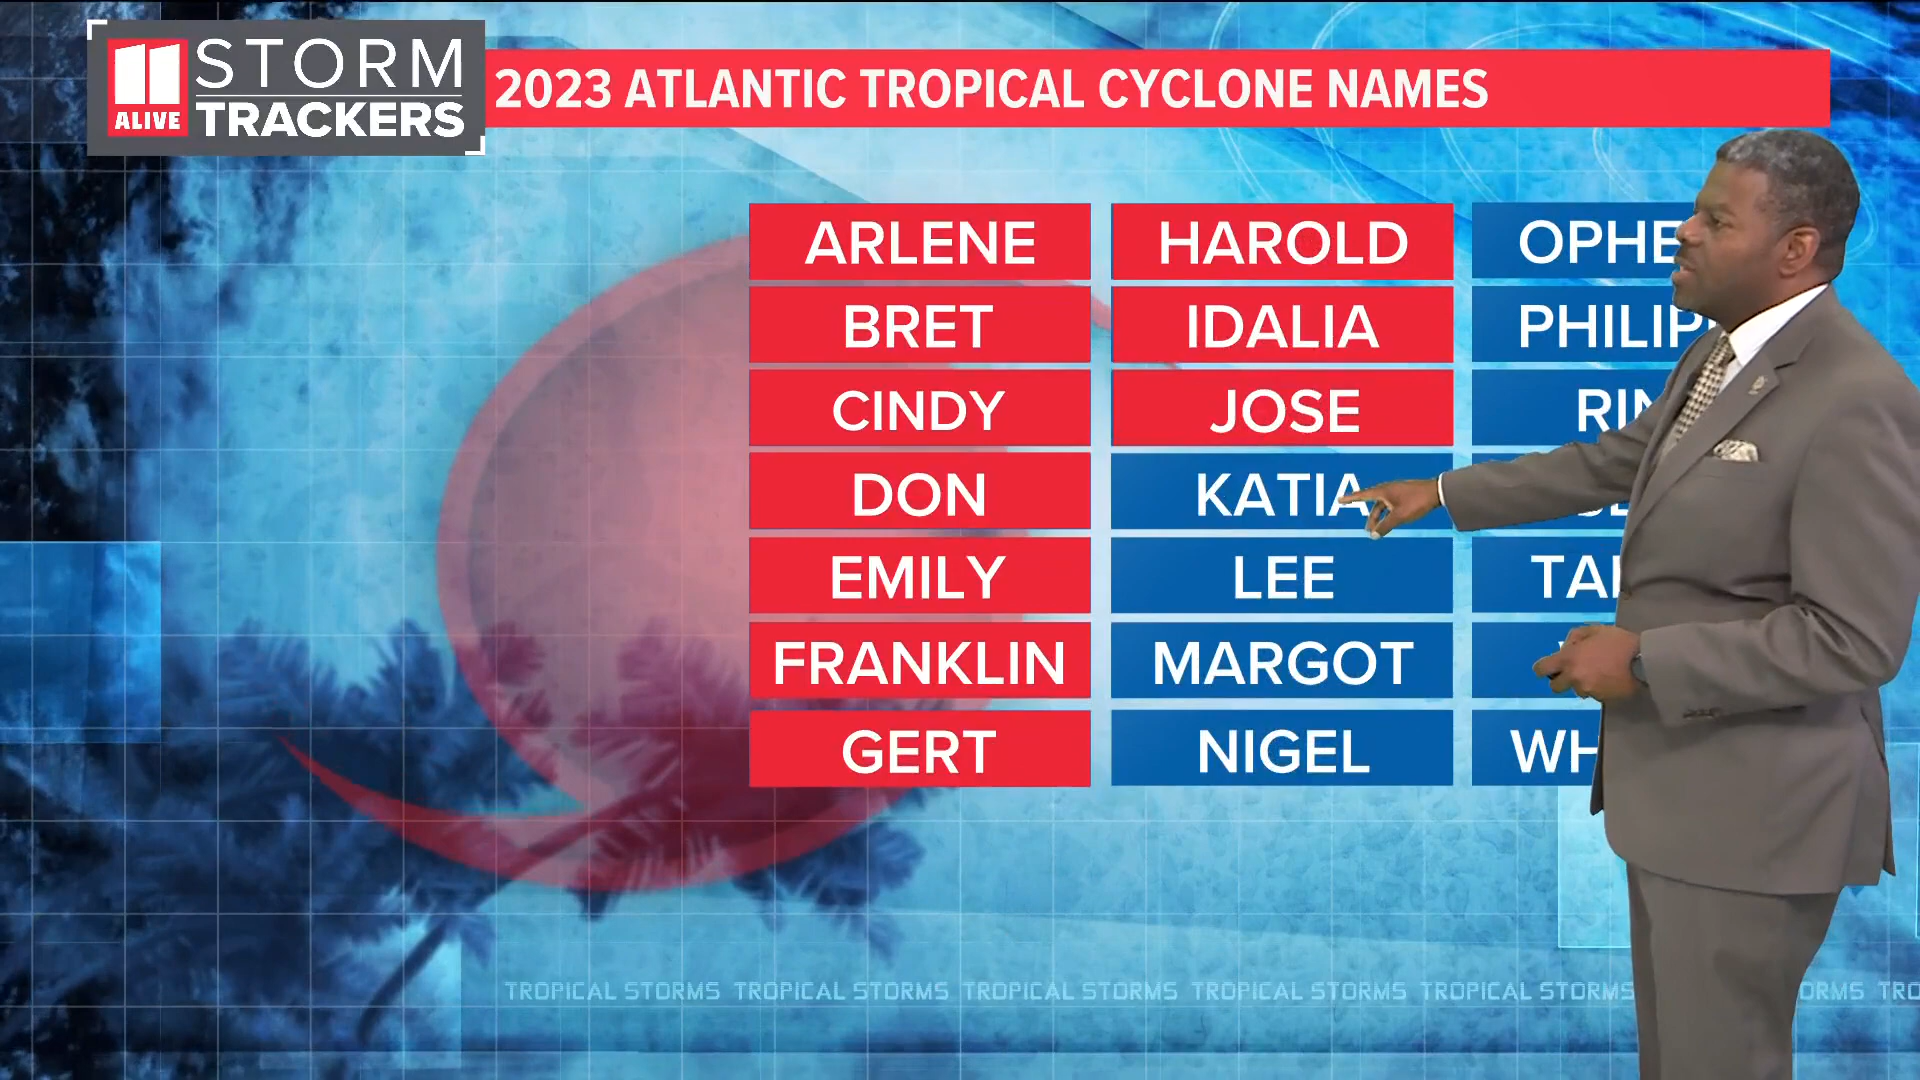 11 ALIVE
STORM
TRACKERS
2023 ATLANTIC TROPICAL CYCLONE NAMES
ARLENE HAROLD
BRET IDALIA
CINDY JOSE
DON KATIA
EMILY LEE
FRANKLIN MARGOT
GERT NIGEL
TROPICAL STORMS TROPICAL STORMS TROPICAL STORMS TROPICAL STORMS TROPICAL STORMS